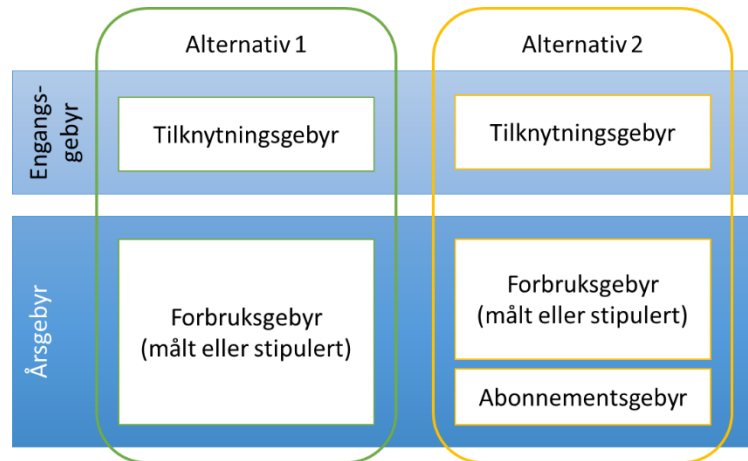 Alternativ 1
Alternativ 2
Engangs-
gebyr
Tilknytningsgebyr
Tilknytningsgebyr
Årsgebyr
Forbruksgebyr
(målt eller stipulert)
Forbruksgebyr
(målt eller stipulert)
Abonnementsgebyr